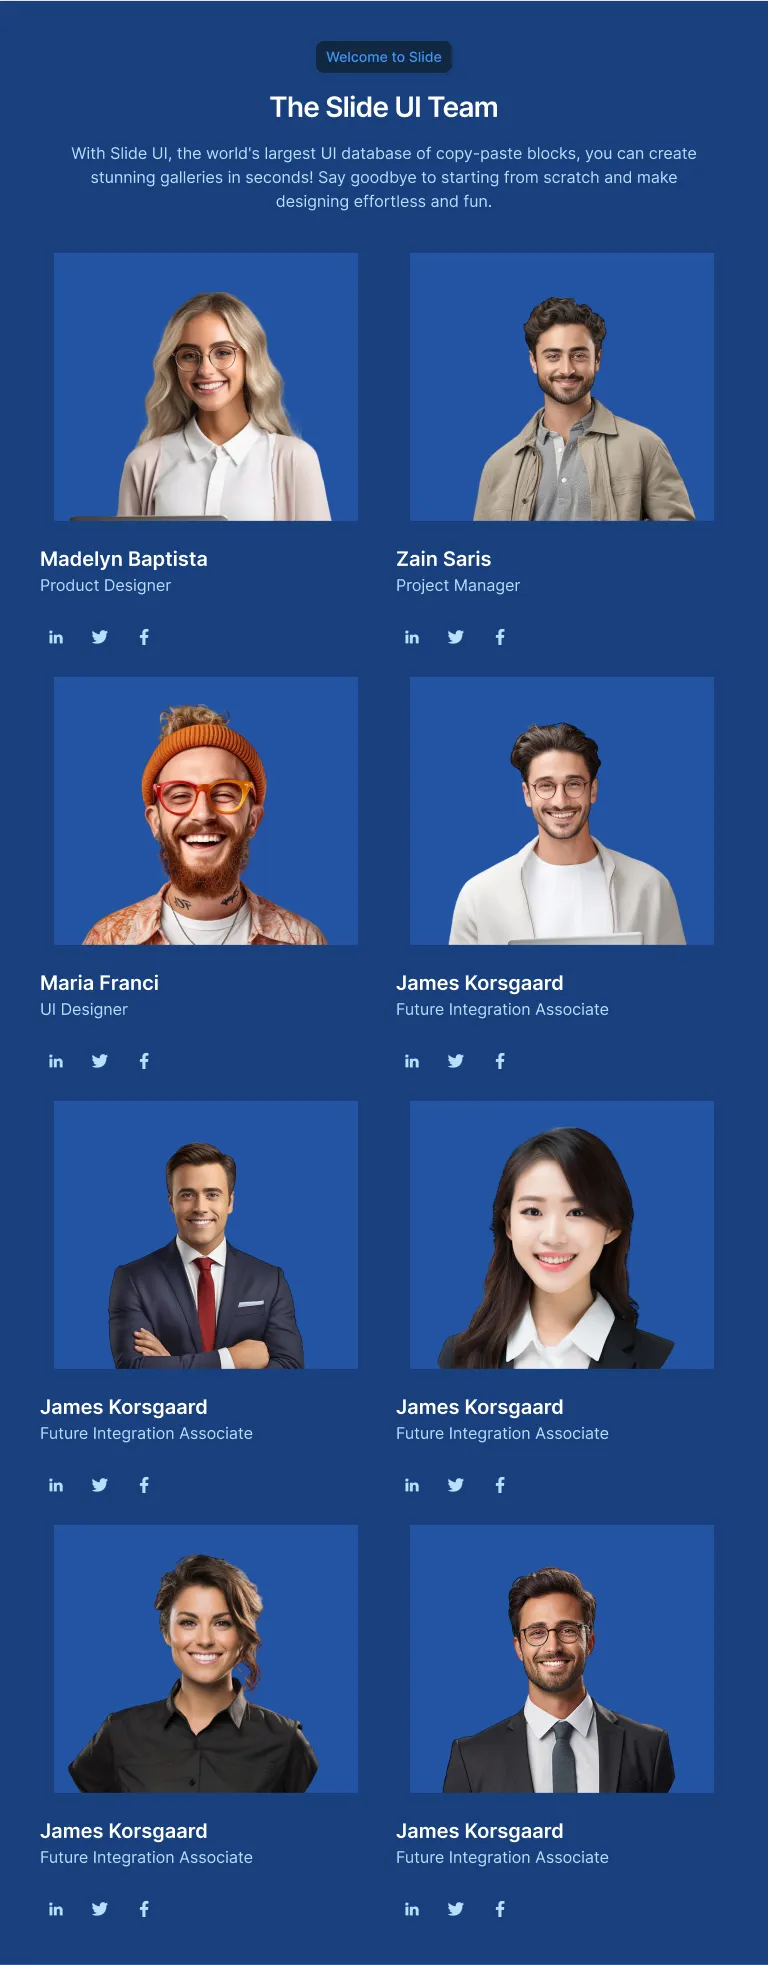 Welcome to Slide
The Slide UI Team
With Slide UI, the world's largest UI database of copy-paste blocks, you can create
stunning galleries in seconds! Say goodbye to starting from scratch and make
designing effortless and fun.
Madelyn Baptista
Product Designer
in
f
Zain Saris
Project Manager
in
f
Maria Franci
UI Designer
in
f
James Korsgaard
Future Integration Associate
in
f
James Korsgaard
Future Integration Associate
in
f
James Korsgaard
Future Integration Associate
in
f
James Korsgaard
Future Integration Associate
in
f
James Korsgaard
Future Integration Associate
in
f